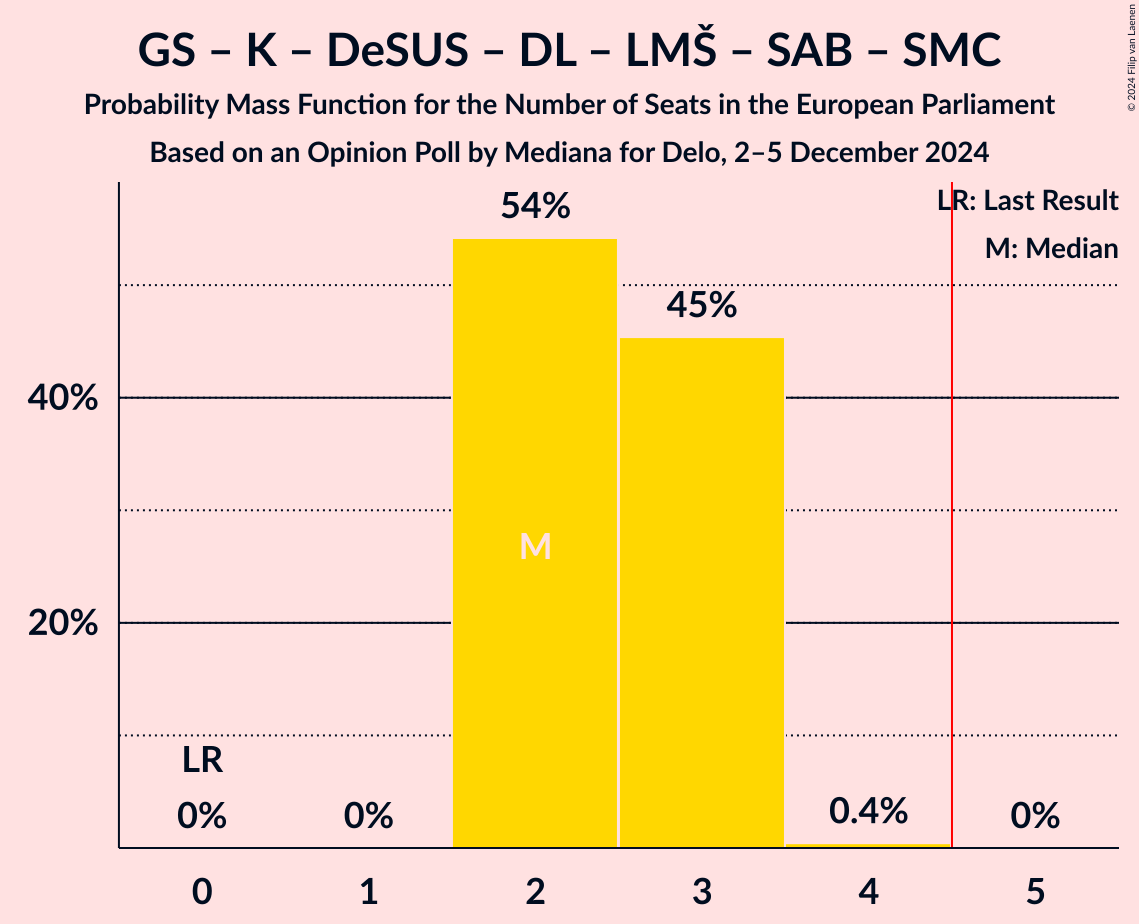 GS – K – DeSUS – DL – LMŠ – SAB – SMC
Probability Mass Function for the Number of Seats in the European Parliament
Based on an Opinion Poll by Mediana for Delo, 2–5 December 2024
© 2024 Filip van Laenen
LR: Last Result
M: Median
54%
45%
40%
M
20%
LR
0%
0%
0.4%
0%
0
1
2
3
4
5